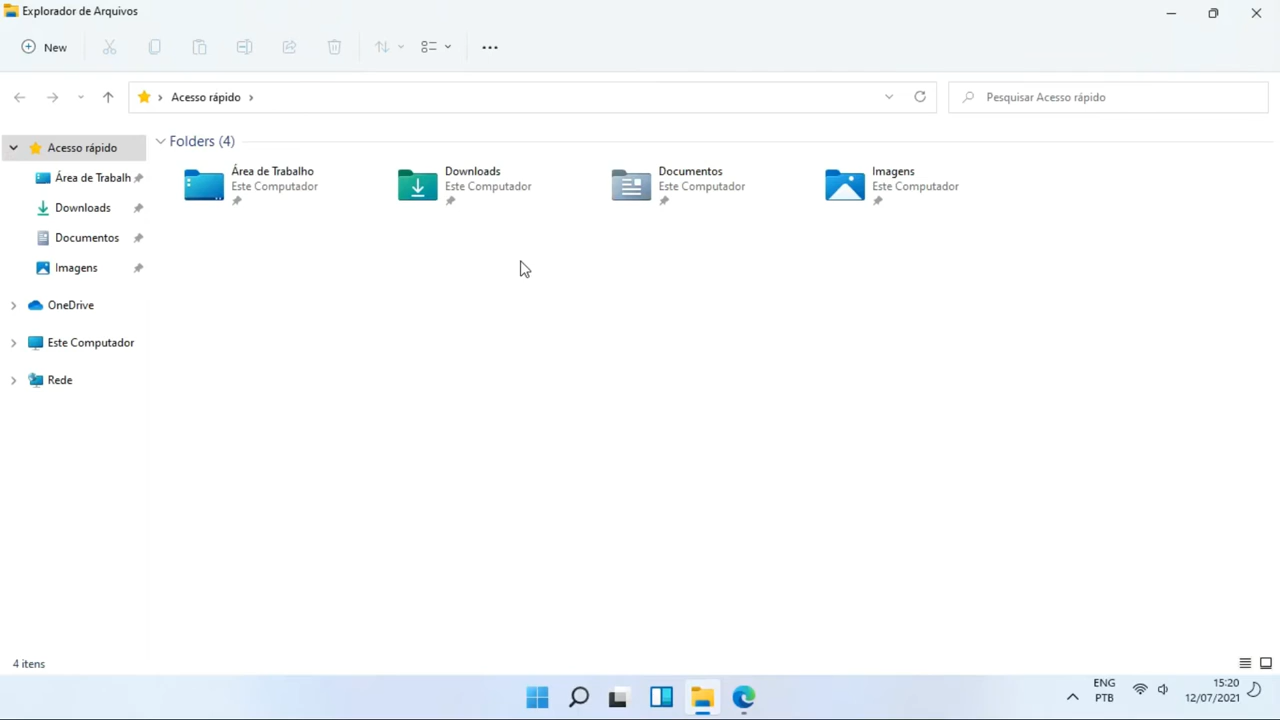 Explorador de Arquivos
New
Acesso rápido
Pesquisar Acesso rápido
Acesso rápido
Área de Trabalh
Downloads
Documentos
Imagens
OneDrive
Este Computador
Rede
Folders (4)
Área de Trabalho
Este Computador
Downloads
Este Computador
Documentos
Este Computador
Imagens
Este Computador
4 itens
ENG
PTB
15:20
12/07/2021